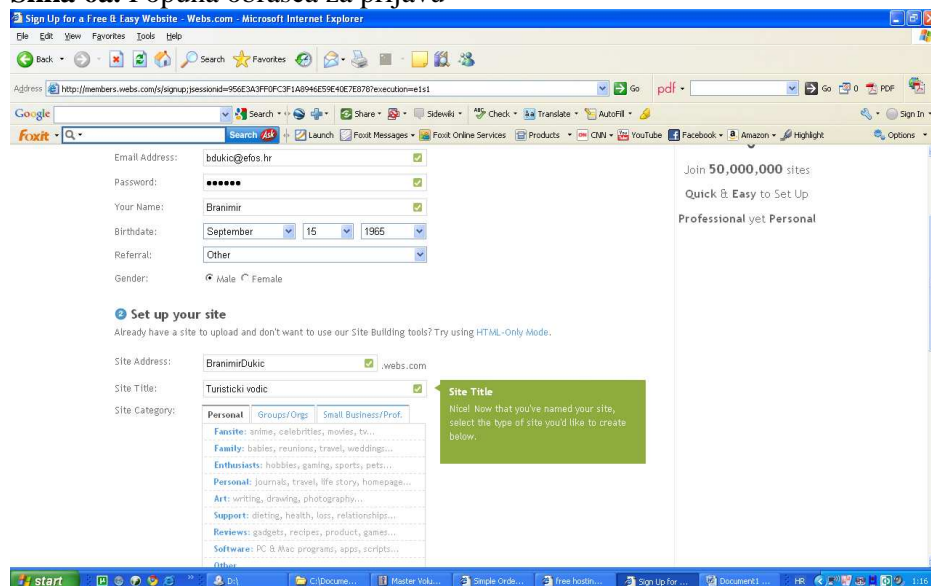 Slika 6a. Popuna obrasca za prijavu
Sign Up for a Free & Easy Website - Webs.com - Microsoft Internet Explorer
File Edit View Favorites Tools Help
Back Search Favorites
Address http://members.webs.com/s/signup;jsessionid=956E3A3FF0FC3F1A8946E59E40E7E878?execution=e1s1 Go pdf Go 0 PDF
Google Search Share Sidewiki Check Translate AutoFill Sign In
Foxit Search Launch Foxit Messages Foxit Online Services Products CNN YouTube Facebook Amazon Highlight Options
Email Address: bdukic@efos.hr
Join 50,000,000 sites
Password: ••••••
Quick & Easy to Set Up
Your Name: Branimir
Professional yet Personal
Birthdate: September 15 1965
Referral: Other
Gender: Male Female
2 Set up your site
Already have a site to upload and don't want to use our Site Building tools? Try using HTML-Only Mode.
Site Address: BranimirDukic .webs.com
Site Title: Turisticki vodic
Site Title
Nice! Now that you've named your site,
select the type of site you'd like to create
below.
Site Category: Personal Groups/Orgs Small Business/Prof.
Fansite: anime, celebrities, movies, tv...
Family: babies, reunions, travel, weddings...
Enthusiasts: hobbies, gaming, sports, pets...
Personal: journals, travel, life story, homepage...
Art: writing, drawing, photography...
Support: dieting, health, loss, relationships...
Reviews: gadgets, recipes, product, games...
Software: PC & Mac programs, apps, scripts...
Other
start D:\ C:\Docume... Master Volu... Simple Orde... free hostin... Sign Up for ... Document1 ... HR 1:16